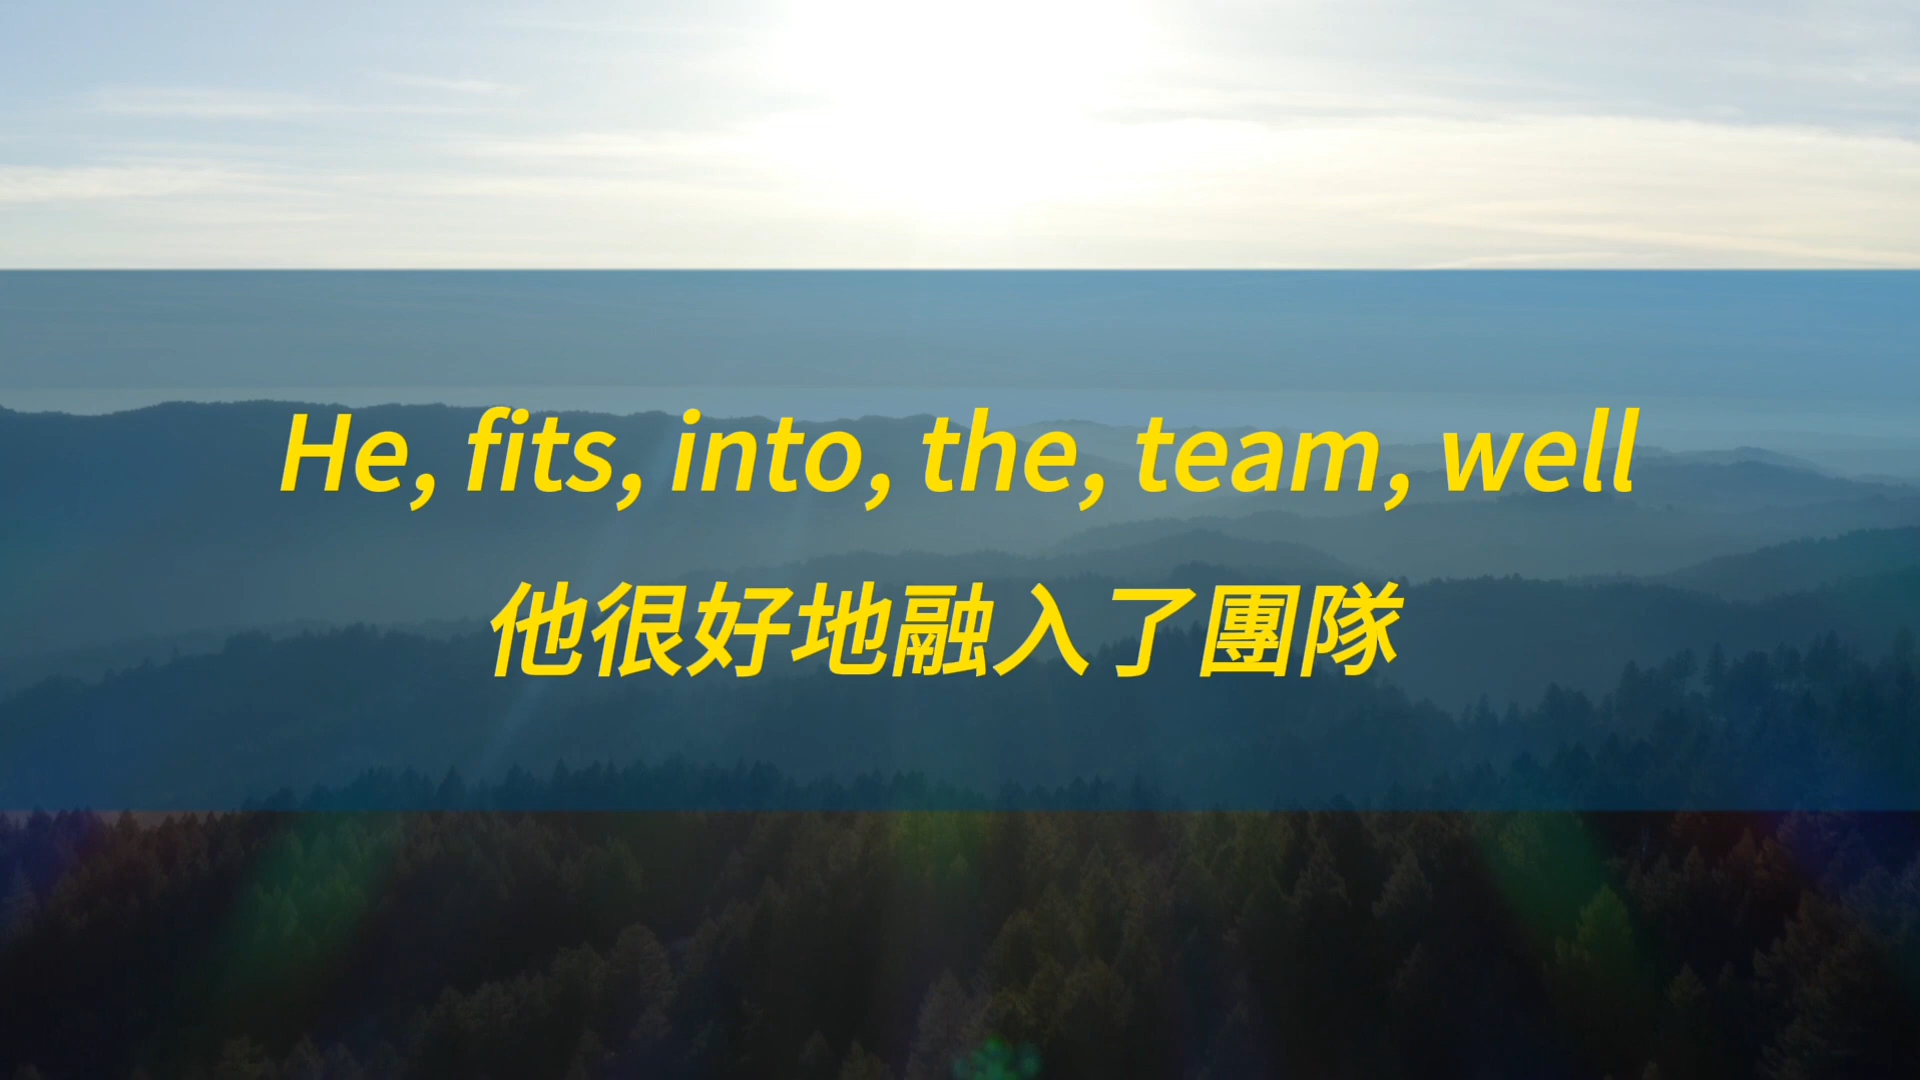 He, fits, into, the, team, well
他很好地融入了團隊